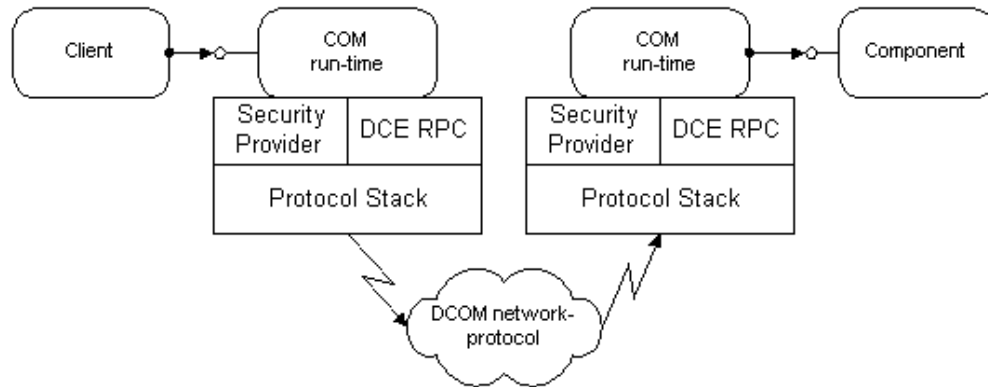 Client
COM
run-time
COM
run-time
Component
Security
Provider
DCE RPC
Security
Provider
DCE RPC
Protocol Stack
Protocol Stack
DCOM network-
protocol